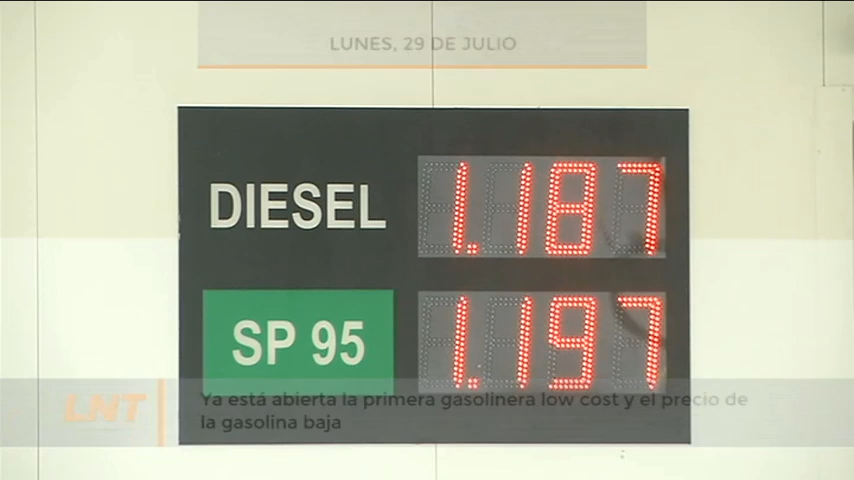 LUNES, 29 DE JULIO
DIESEL 1.187
SP 95 1.197
LNT
Ya está abierta la primera gasolinera low cost y el precio de
la gasolina baja